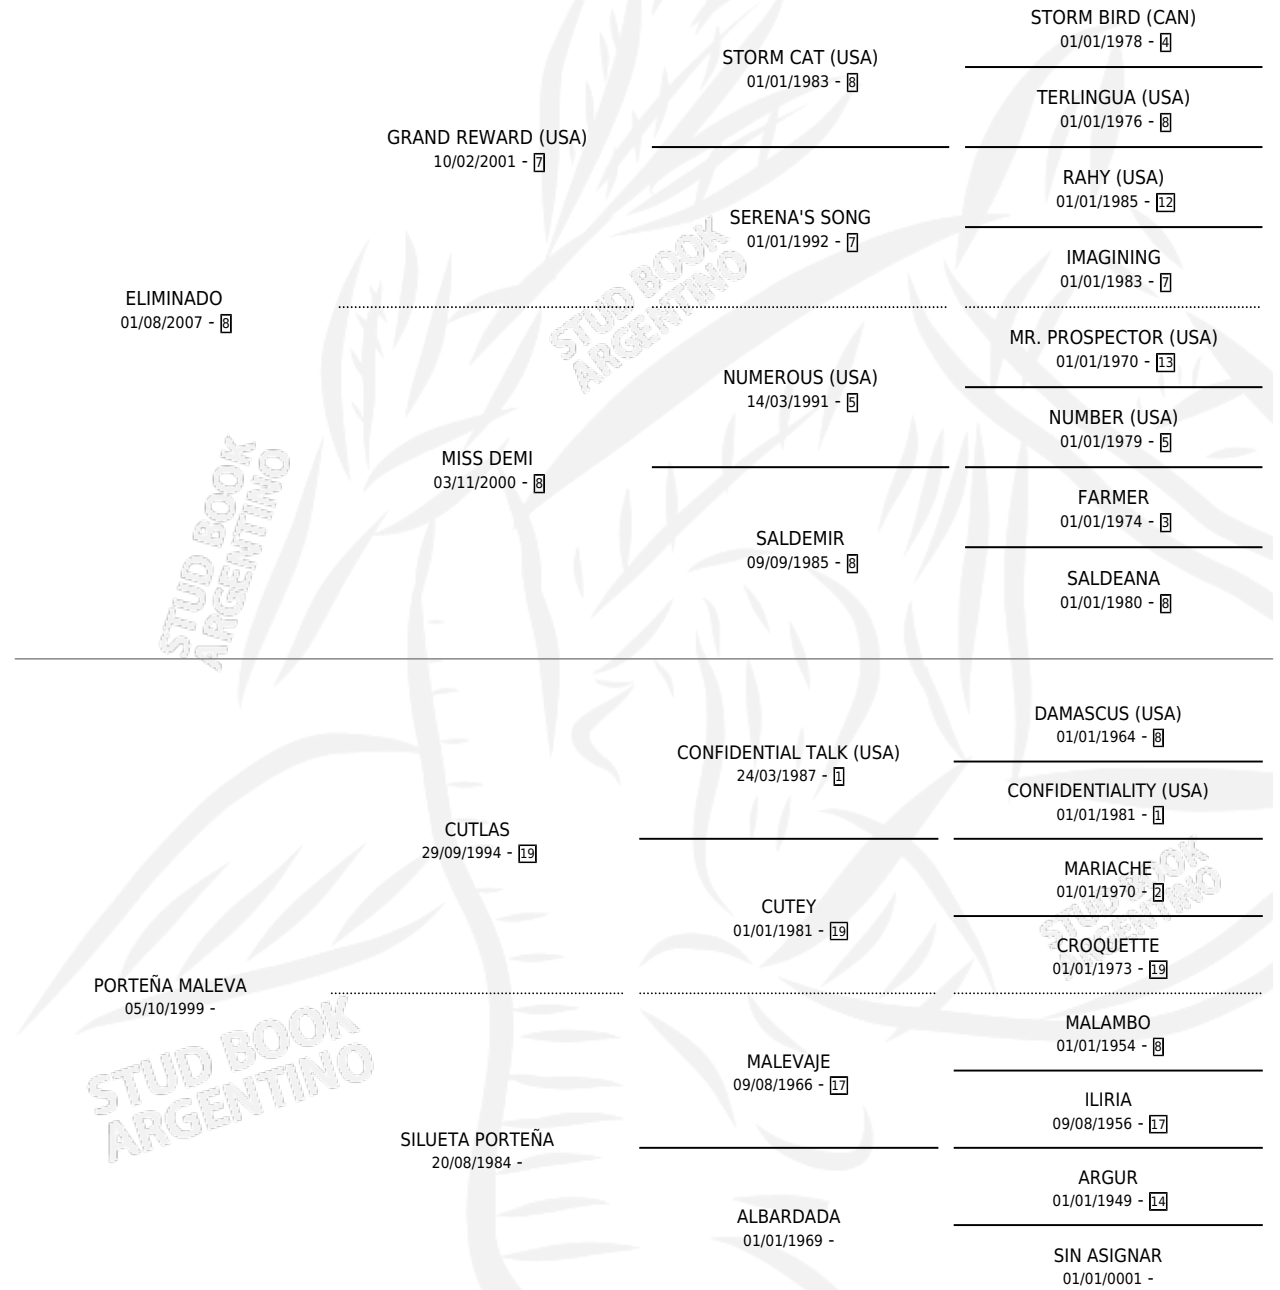 STORM BIRD (CAN)
01/01/1978 - 4
STORM CAT (USA)
01/01/1983 - 8
TERLINGUA (USA)
01/01/1976 - 8
GRAND REWARD (USA)
10/02/2001 - 7
RAHY (USA)
01/01/1985 - 12
SERENA'S SONG
01/01/1992 - 7
IMAGINING
01/01/1983 - 7
ELIMINADO
01/08/2007 - 8
MR. PROSPECTOR (USA)
01/01/1970 - 13
NUMEROUS (USA)
14/03/1991 - 5
NUMBER (USA)
01/01/1979 - 5
MISS DEMI
03/11/2000 - 8
FARMER
01/01/1974 - 3
SALDEMIR
09/09/1985 - 8
SALDEANA
01/01/1980 - 8
STUD BOOK
ARGENTINO
STUD BOOK
ARGENTINO
DAMASCUS (USA)
01/01/1964 - 8
CONFIDENTIAL TALK (USA)
24/03/1987 - 1
CONFIDENTIALITY (USA)
01/01/1981 - 1
CUTLAS
29/09/1994 - 19
MARIACHE
01/01/1970 - 2
CUTEY
01/01/1981 - 19
CROQUETTE
01/01/1973 - 19
STUD BOOK
ARGENTINO
PORTEÑA MALEVA
05/10/1999 -
MALAMBO
01/01/1954 - 8
MALEVAJE
09/08/1966 - 17
ILIRIA
09/08/1956 - 17
SILUETA PORTEÑA
20/08/1984 -
ARGUR
01/01/1949 - 14
ALBARDADA
01/01/1969 -
SIN ASIGNAR
01/01/0001 -
STUD BOOK
ARGENTINO